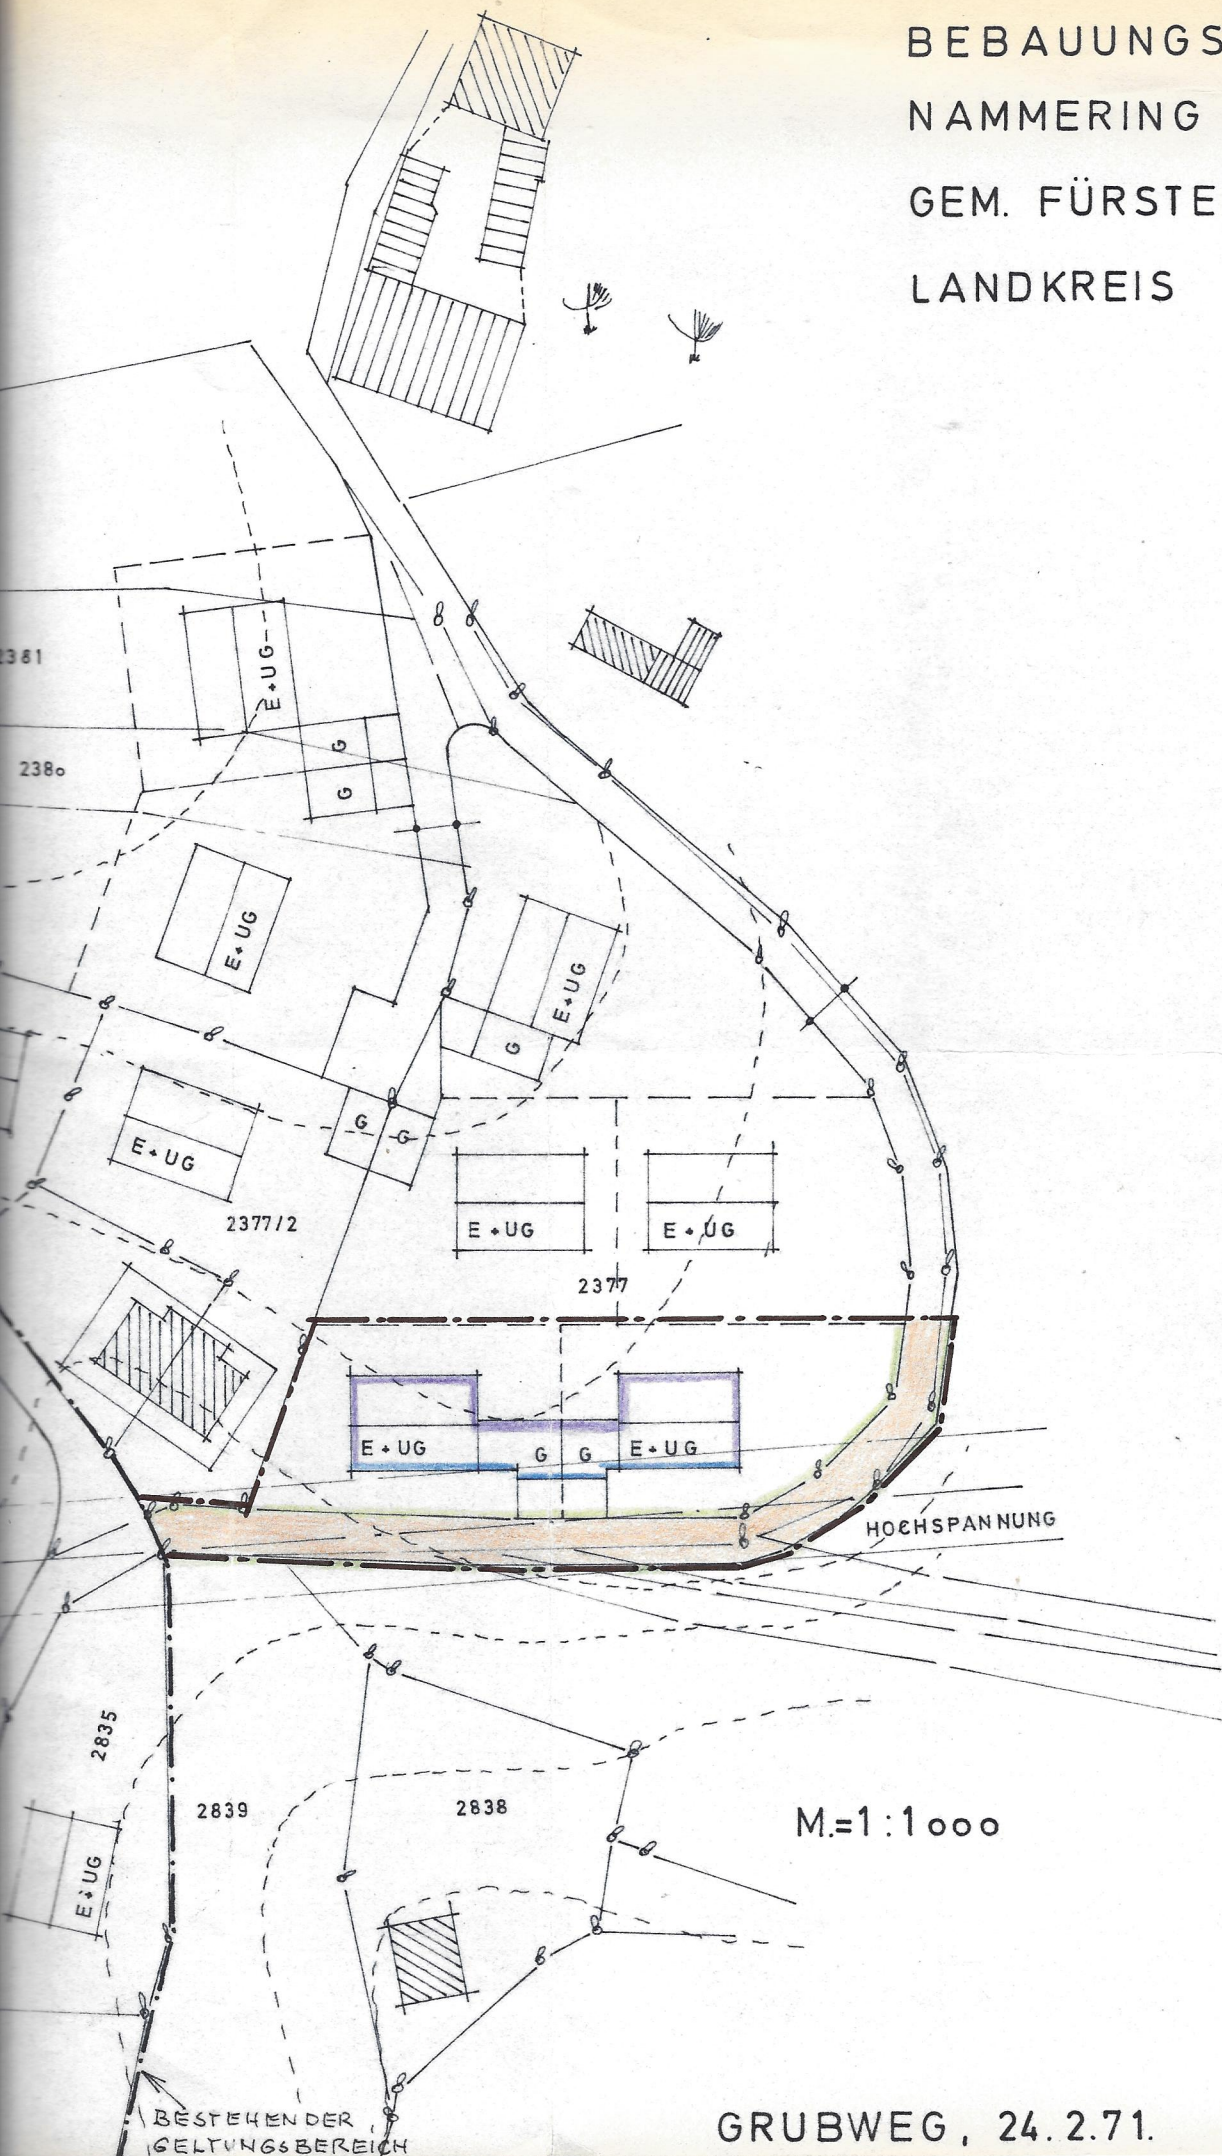 BEBAUUNGS
NAMMERING
GEM. FÜRSTE
LANDKREIS
2381
E+UG
G
G
2380
E+UG
E+UG
G
G G
E+UG
2377/2
E+UG
E+UG
2377
E+UG
G
G
E+UG
HOCHSPANNUNG
2835
2839
2838
M.=1:1000
E+UG
BESTEHENDER
GELTUNGSBEREICH
GRUBWEG, 24.2.71.